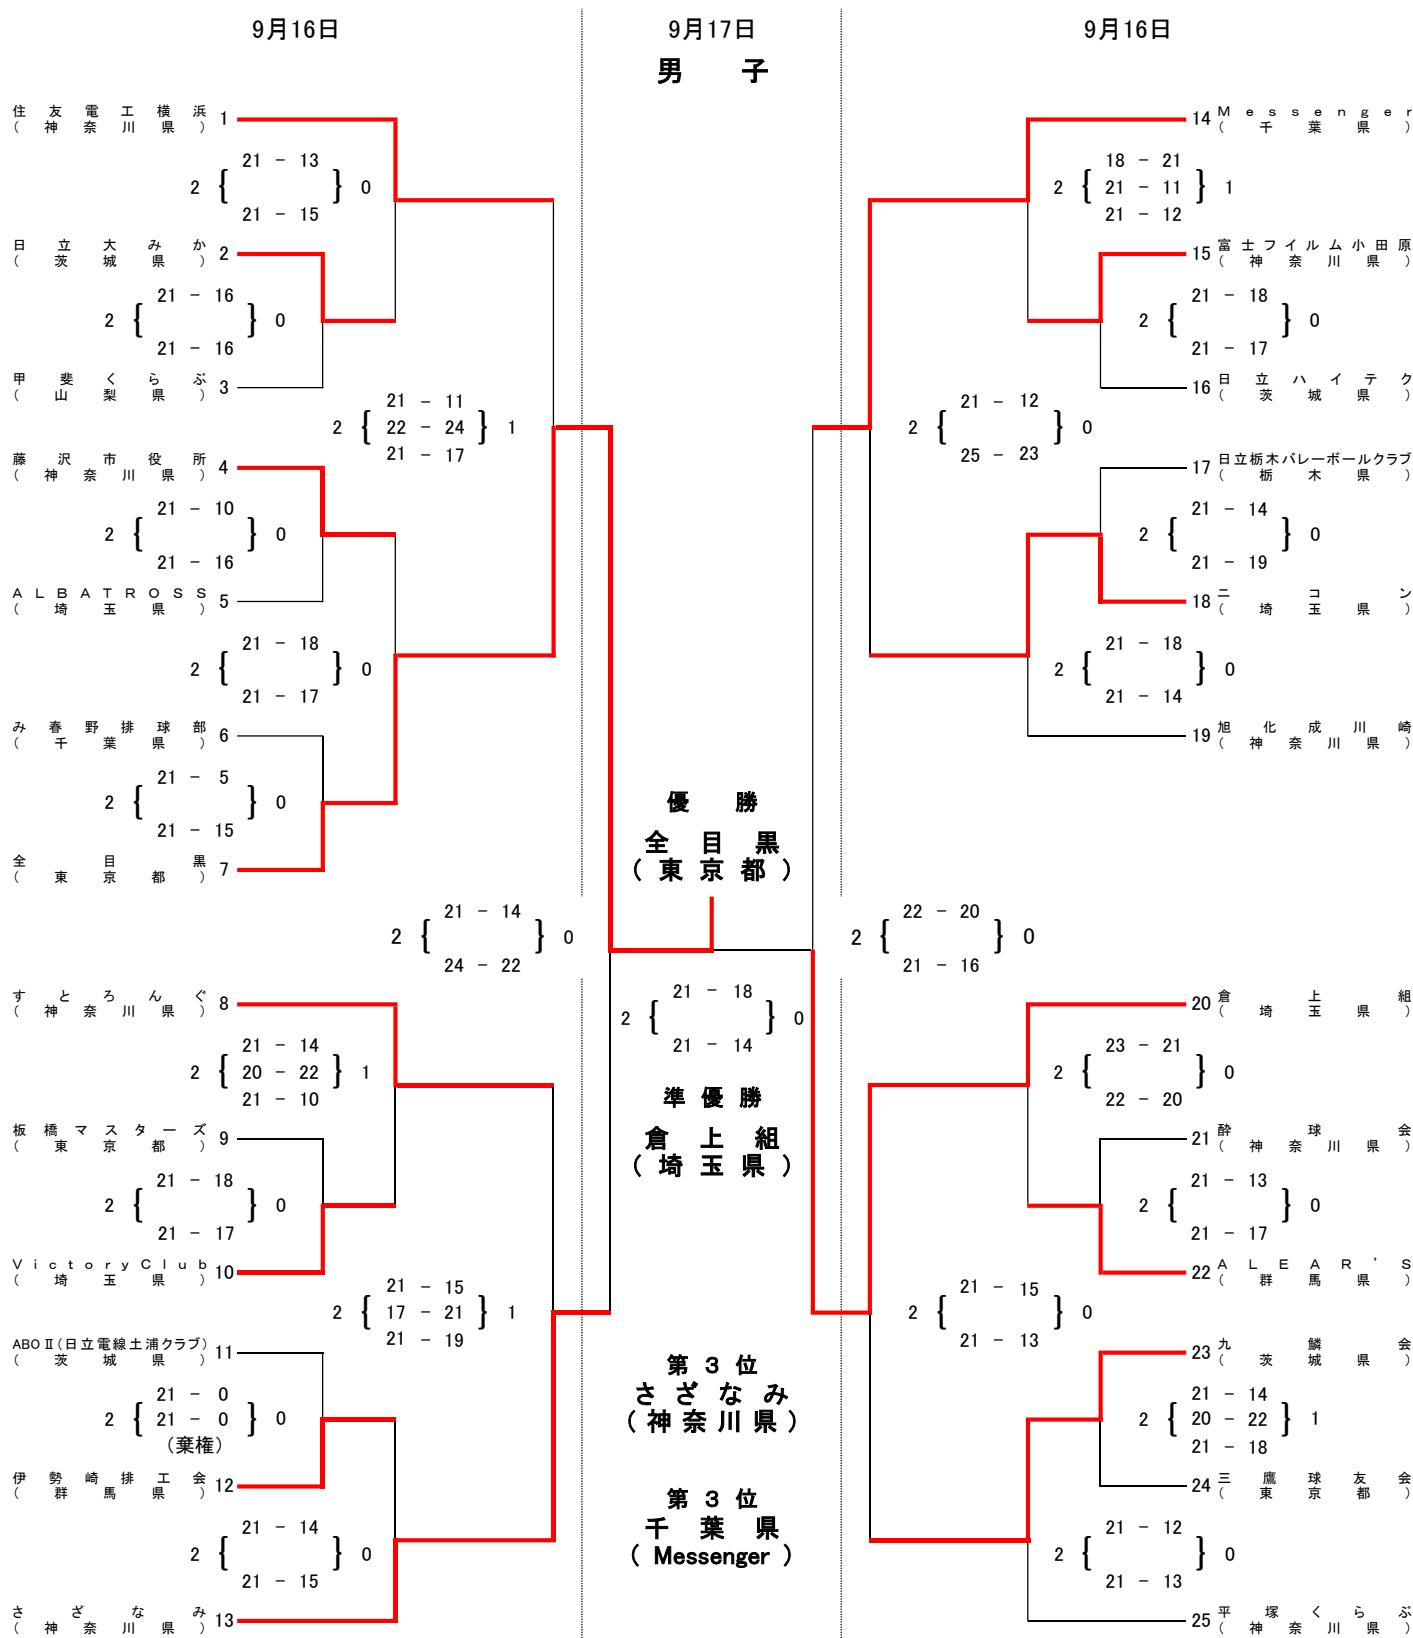 9月16日
9月17日
9月16日
男 子
住友電工横浜
(神奈川県)
1
21 － 13
2 { } 0
21 － 15
日立大みか
(茨城県)
2
21 － 16
2 { } 0
21 － 16
甲斐くらぶ
(山梨県)
3
21 － 11
2 { 22 － 24 } 1
21 － 17
藤沢市役所
(神奈川県)
4
21 － 10
2 { } 0
21 － 16
ALBATROSS
(埼玉県)
5
21 － 18
2 { } 0
21 － 17
み春野排球部
(千葉県)
6
21 － 5
2 { } 0
21 － 15
全目黒
(東京都)
7
21 － 14
2 { } 0
24 － 22
すとろんぐ
(神奈川県)
8
21 － 14
2 { 20 － 22 } 1
21 － 10
板橋マスターズ
(東京都)
9
21 － 18
2 { } 0
21 － 17
VictoryClub
(埼玉県)
10
21 － 15
2 { 17 － 21 } 1
21 － 19
ABOⅡ(日立電線土浦クラブ)
(茨城県)
11
21 － 0
2 { 21 － 0 } 0
(棄権)
伊勢崎排工会
(群馬県)
12
21 － 14
2 { } 0
21 － 15
さざなみ
(神奈川県)
13
優 勝
全目黒
(東京都)
21 － 18
2 { } 0
21 － 14
準優勝
倉上組
(埼玉県)
第3位
さざなみ
(神奈川県)
第3位
千葉県
(Messenger)
14
Messenger
(千葉県)
18 － 21
2 { 21 － 11 } 1
21 － 12
15
富士フイルム小田原
(神奈川県)
21 － 18
2 { } 0
21 － 17
16
日立ハイテク
(茨城県)
21 － 12
2 { } 0
25 － 23
17
日立栃木バレーボールクラブ
(栃木県)
21 － 14
2 { } 0
21 － 19
18
ニコン
(埼玉県)
21 － 18
2 { } 0
21 － 14
19
旭化成川崎
(神奈川県)
22 － 20
2 { } 0
21 － 16
20
倉上組
(埼玉県)
23 － 21
2 { } 0
22 － 20
21
酔球会
(神奈川県)
21 － 13
2 { } 0
21 － 17
22
ALEAR'S
(群馬県)
21 － 15
2 { } 0
21 － 13
23
九鱗会
(茨城県)
21 － 14
2 { 20 － 22 } 1
21 － 18
24
三鷹球友会
(東京都)
21 － 12
2 { } 0
21 － 13
25
平塚くらぶ
(神奈川県)